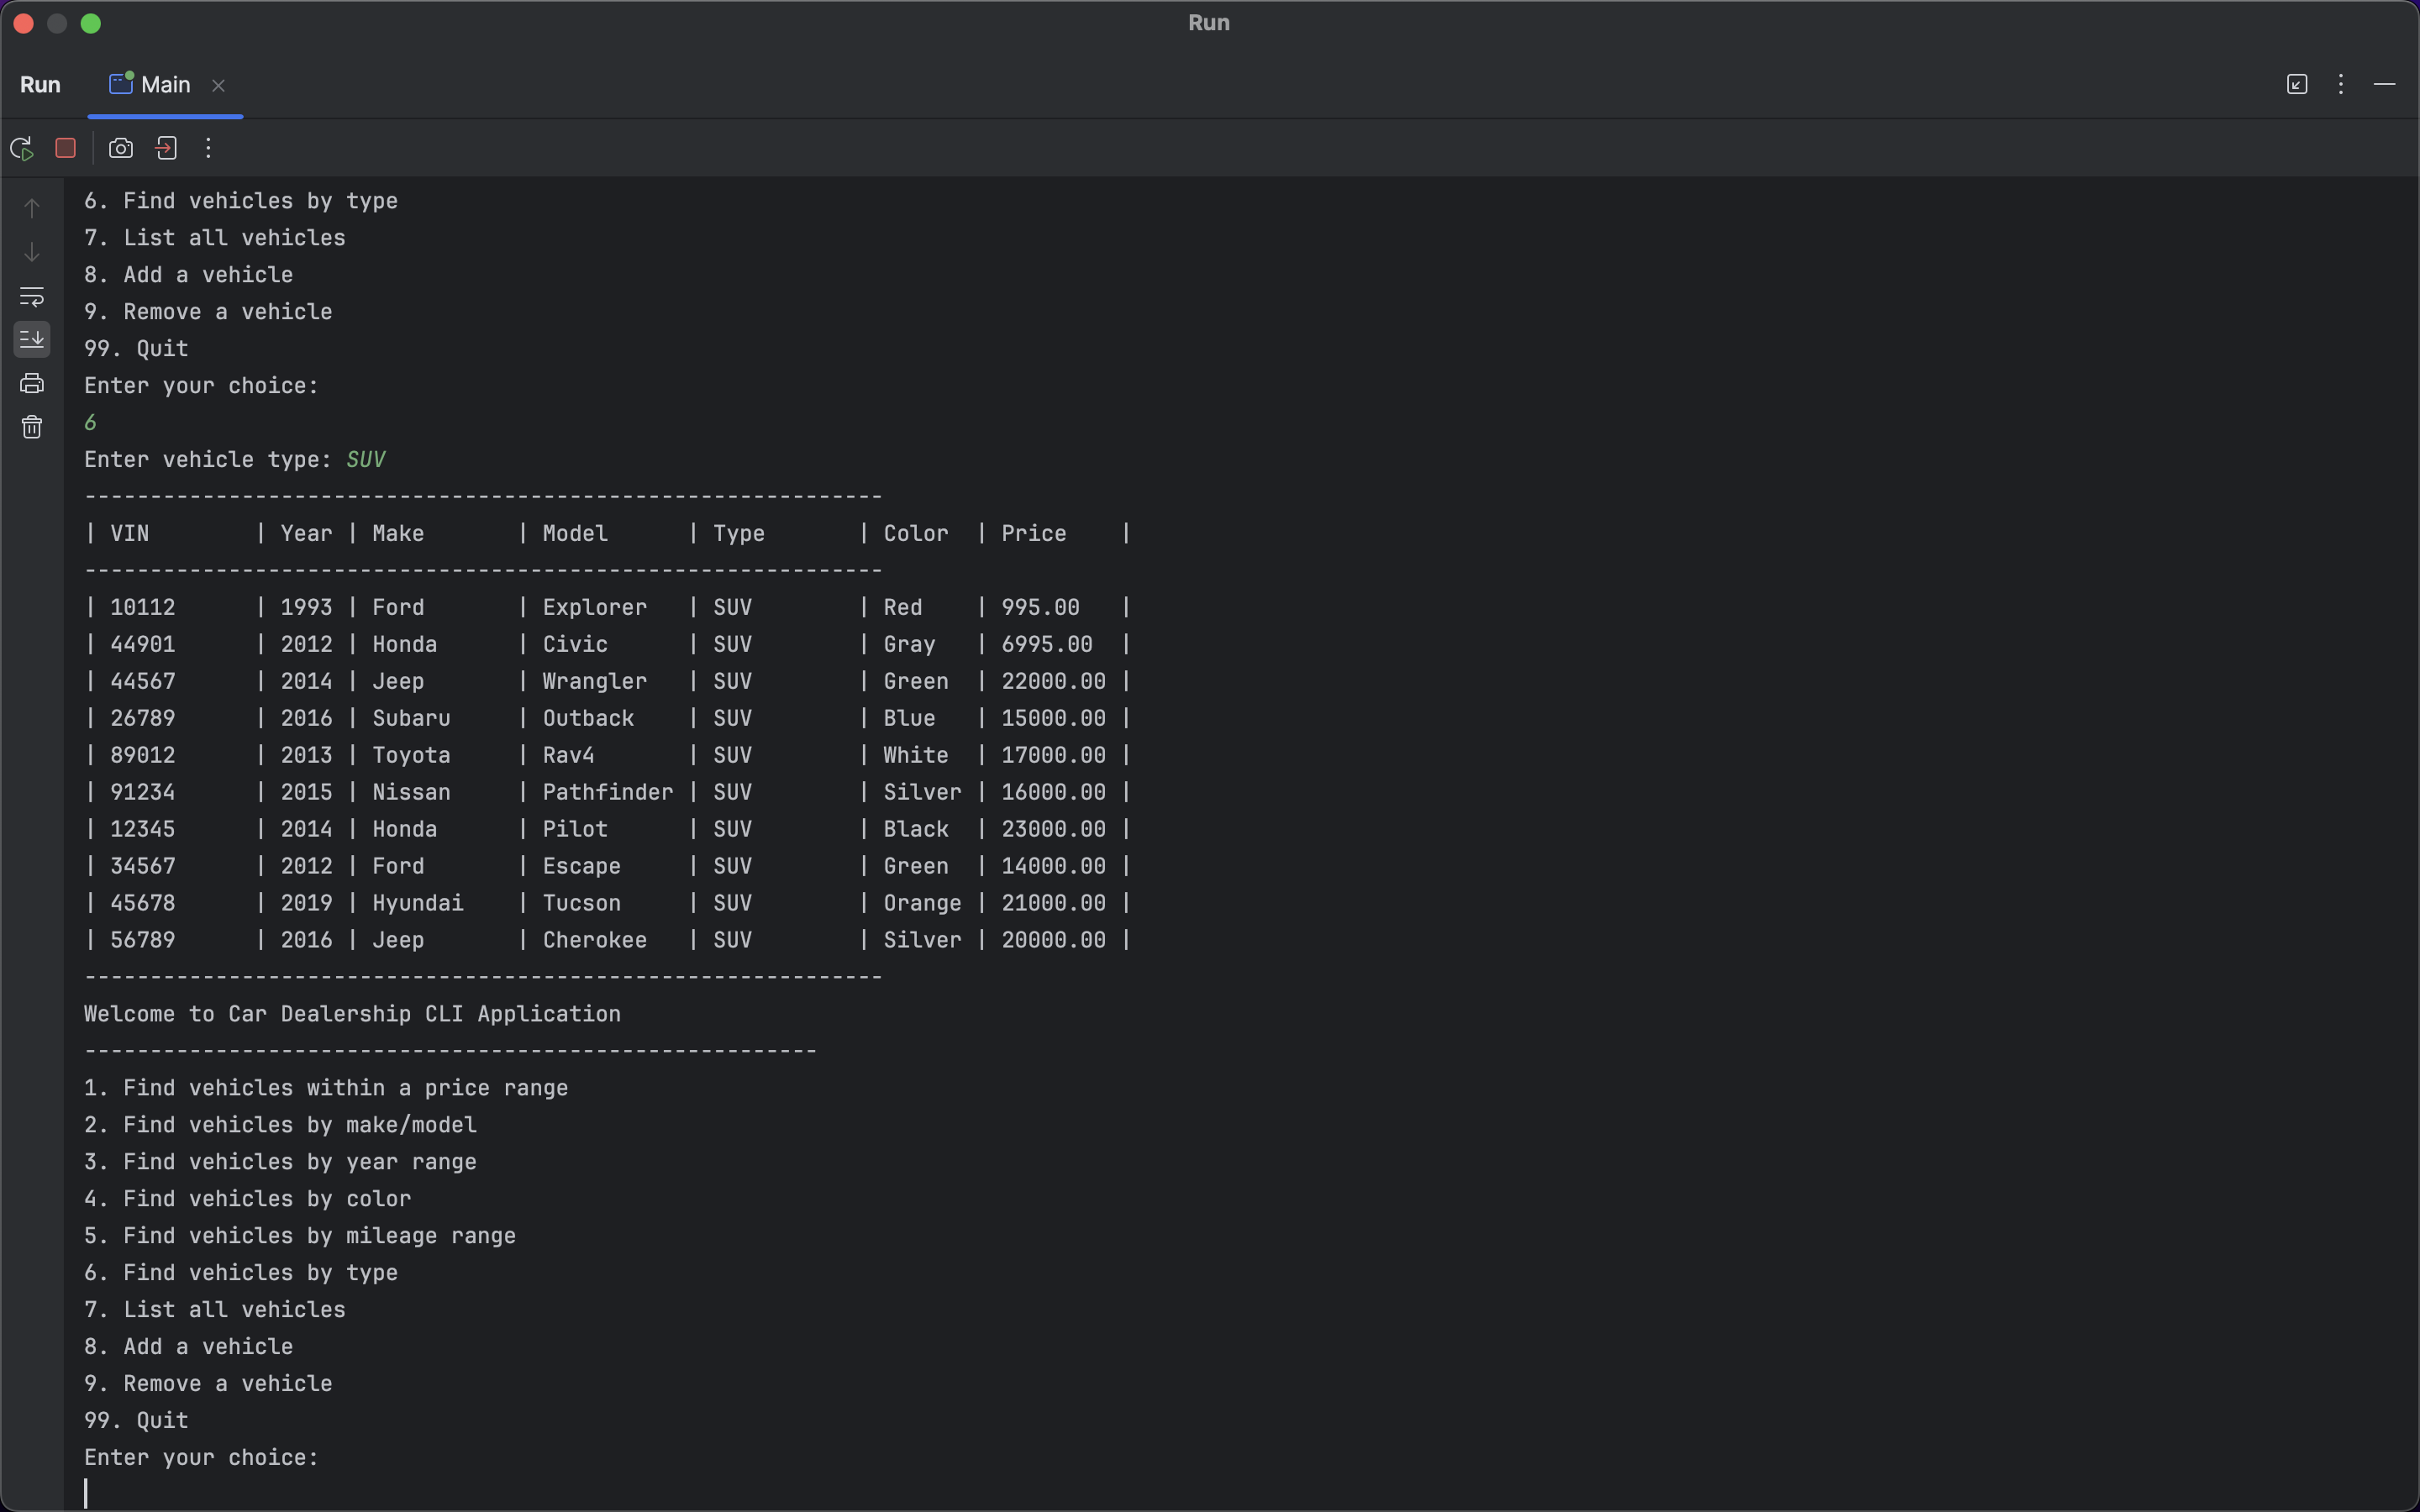 Run
Run Main
6. Find vehicles by type
7. List all vehicles
8. Add a vehicle
9. Remove a vehicle
99. Quit
Enter your choice:
6
Enter vehicle type: SUV
-------------------------------------------------------------
| VIN        | Year | Make       | Model      | Type       | Color  | Price    |
-------------------------------------------------------------
| 10112      | 1993 | Ford       | Explorer   | SUV        | Red    | 995.00   |
| 44901      | 2012 | Honda      | Civic      | SUV        | Gray   | 6995.00  |
| 44567      | 2014 | Jeep       | Wrangler   | SUV        | Green  | 22000.00 |
| 26789      | 2016 | Subaru     | Outback    | SUV        | Blue   | 15000.00 |
| 89012      | 2013 | Toyota     | Rav4       | SUV        | White  | 17000.00 |
| 91234      | 2015 | Nissan     | Pathfinder | SUV        | Silver | 16000.00 |
| 12345      | 2014 | Honda      | Pilot      | SUV        | Black  | 23000.00 |
| 34567      | 2012 | Ford       | Escape     | SUV        | Green  | 14000.00 |
| 45678      | 2019 | Hyundai    | Tucson     | SUV        | Orange | 21000.00 |
| 56789      | 2016 | Jeep       | Cherokee   | SUV        | Silver | 20000.00 |
-------------------------------------------------------------
Welcome to Car Dealership CLI Application
--------------------------------------------------------
1. Find vehicles within a price range
2. Find vehicles by make/model
3. Find vehicles by year range
4. Find vehicles by color
5. Find vehicles by mileage range
6. Find vehicles by type
7. List all vehicles
8. Add a vehicle
9. Remove a vehicle
99. Quit
Enter your choice: